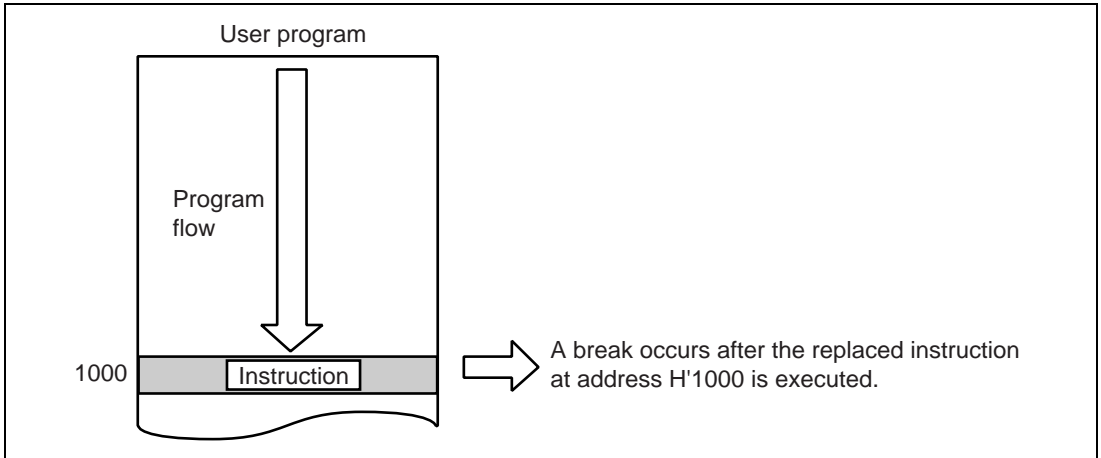 User program
Program
flow
1000
Instruction
A break occurs after the replaced instruction
at address H'1000 is executed.